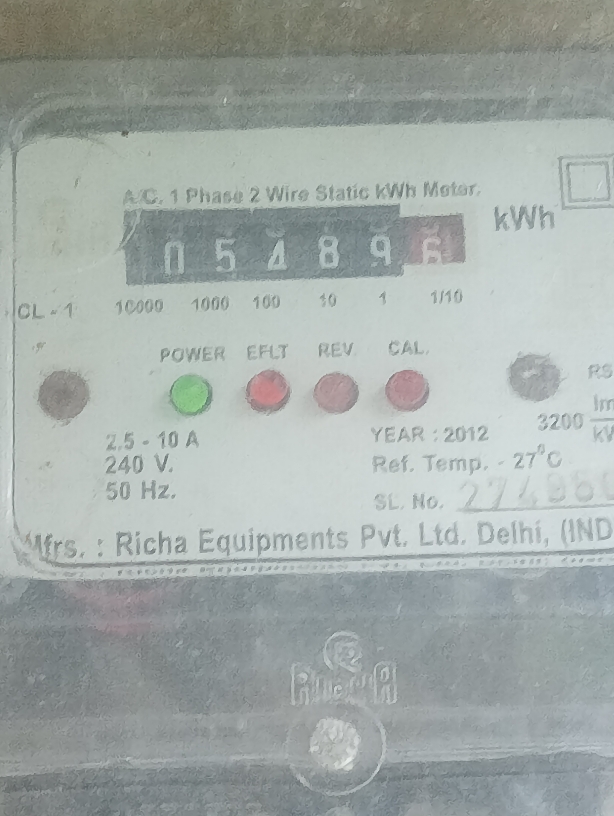 A/C. 1 Phase 2 Wire Static kWh Meter.
kWh
0 5 4 8 9 6
CL - 1 10000 1000 100 10 1 1/10
POWER EFLT REV CAL.
RS
2.5 - 10 A YEAR : 2012 3200
240 V. Ref. Temp. - 27°C
50 Hz. SL. No.
Mfrs. : Richa Equipments Pvt. Ltd. Delhi, (IND